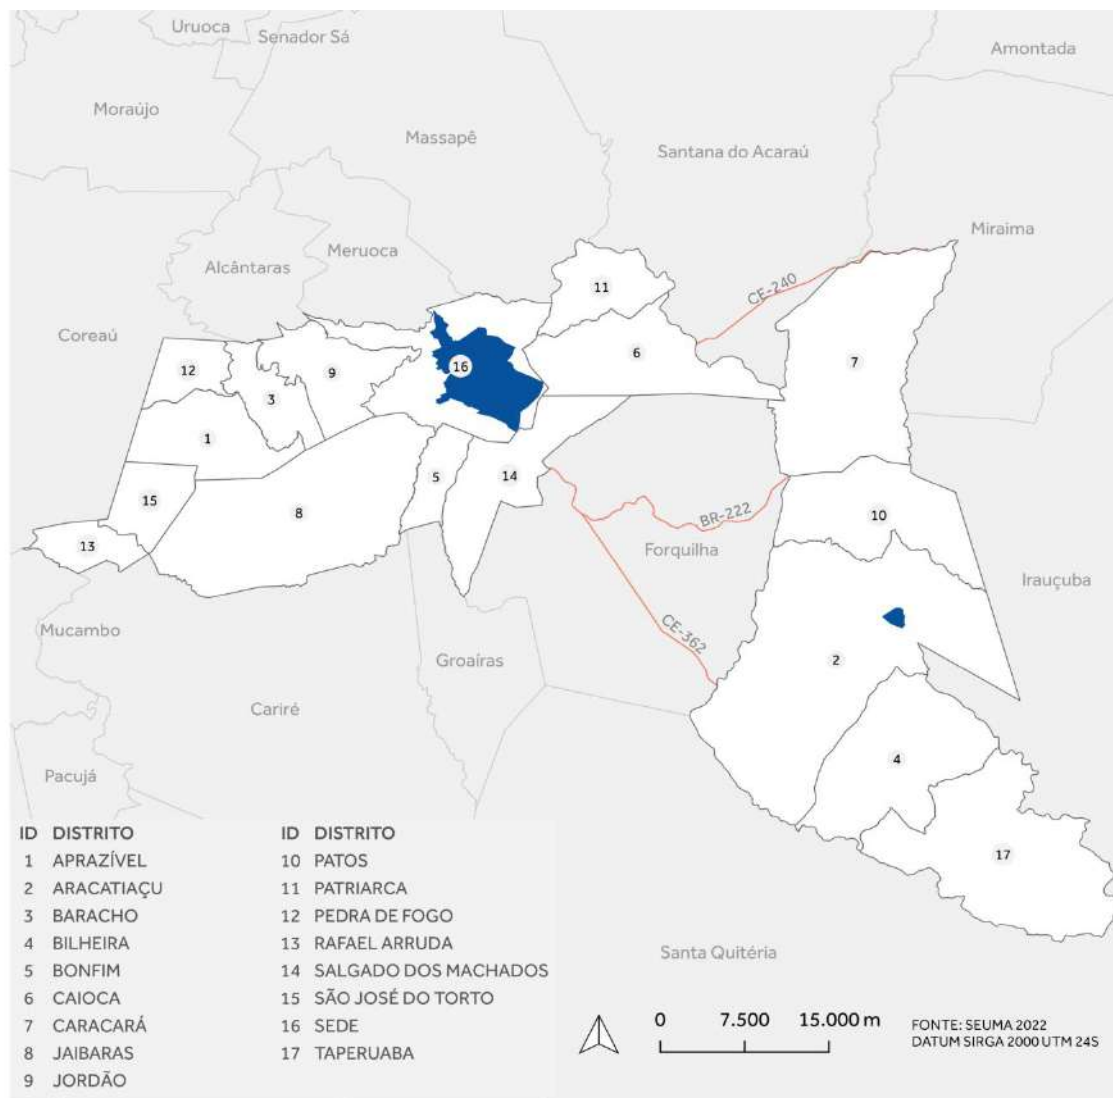 Uruoca
Senador Sá
Amontada
Moraújo
Massapê
Santana do Acaraú
Miraima
Meruoca
Alcântaras
11
CE-240
Coreaú
6
7
16
12
9
3
1
5
14
15
8
10
BR-222
13
Forquilha
Irauçuba
Mucambo
CE-362
Groaíras
2
Cariré
4
Pacujá
17
Santa Quitéria
ID DISTRITO
1 APRAZÍVEL
2 ARACATIAÇU
3 BARACHO
4 BILHEIRA
5 BONFIM
6 CAIOCA
7 CARACARÁ
8 JAIBARAS
9 JORDÃO
ID DISTRITO
10 PATOS
11 PATRIARCA
12 PEDRA DE FOGO
13 RAFAEL ARRUDA
14 SALGADO DOS MACHADOS
15 SÃO JOSÉ DO TORTO
16 SEDE
17 TAPERUABA
0 7.500 15.000 m
FONTE: SEUMA 2022
DATUM SIRGA 2000 UTM 24S